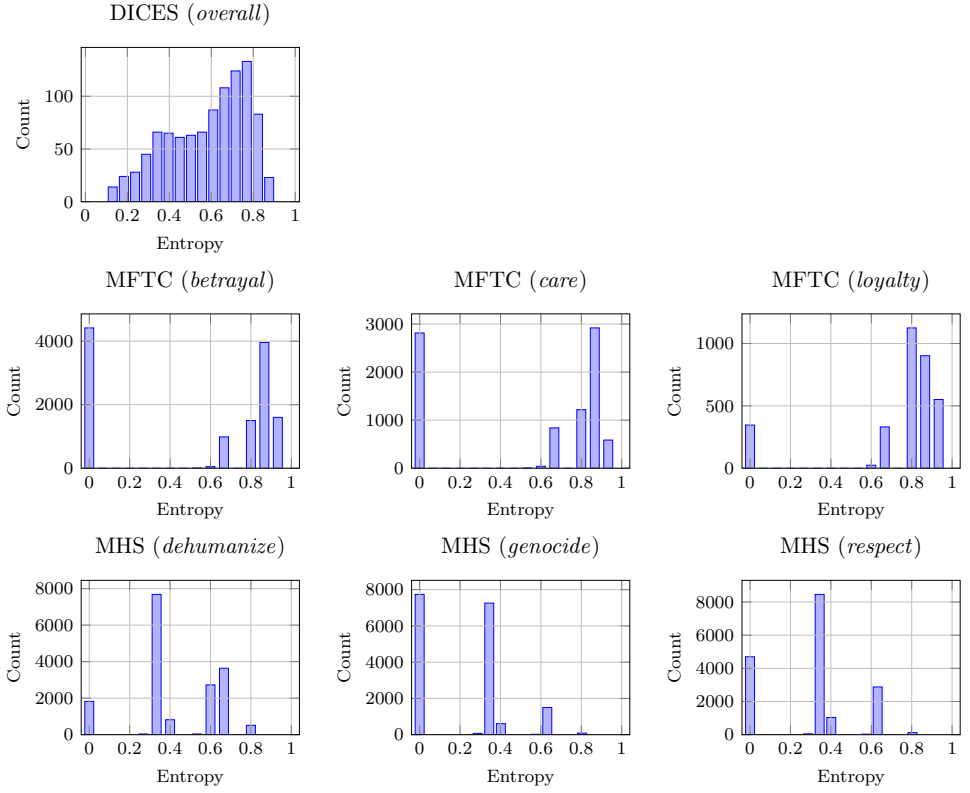 DICES (overall)
100
50
0
Count
0 0.2 0.4 0.6 0.8 1
Entropy
MFTC (betrayal)
4000
2000
0
Count
0 0.2 0.4 0.6 0.8 1
Entropy
MFTC (care)
3000
2000
1000
0
Count
0 0.2 0.4 0.6 0.8 1
Entropy
MFTC (loyalty)
1000
500
0
Count
0 0.2 0.4 0.6 0.8 1
Entropy
MHS (dehumanize)
8000
6000
4000
2000
0
Count
0 0.2 0.4 0.6 0.8 1
Entropy
MHS (genocide)
8000
6000
4000
2000
0
Count
0 0.2 0.4 0.6 0.8 1
Entropy
MHS (respect)
8000
6000
4000
2000
0
Count
0 0.2 0.4 0.6 0.8 1
Entropy